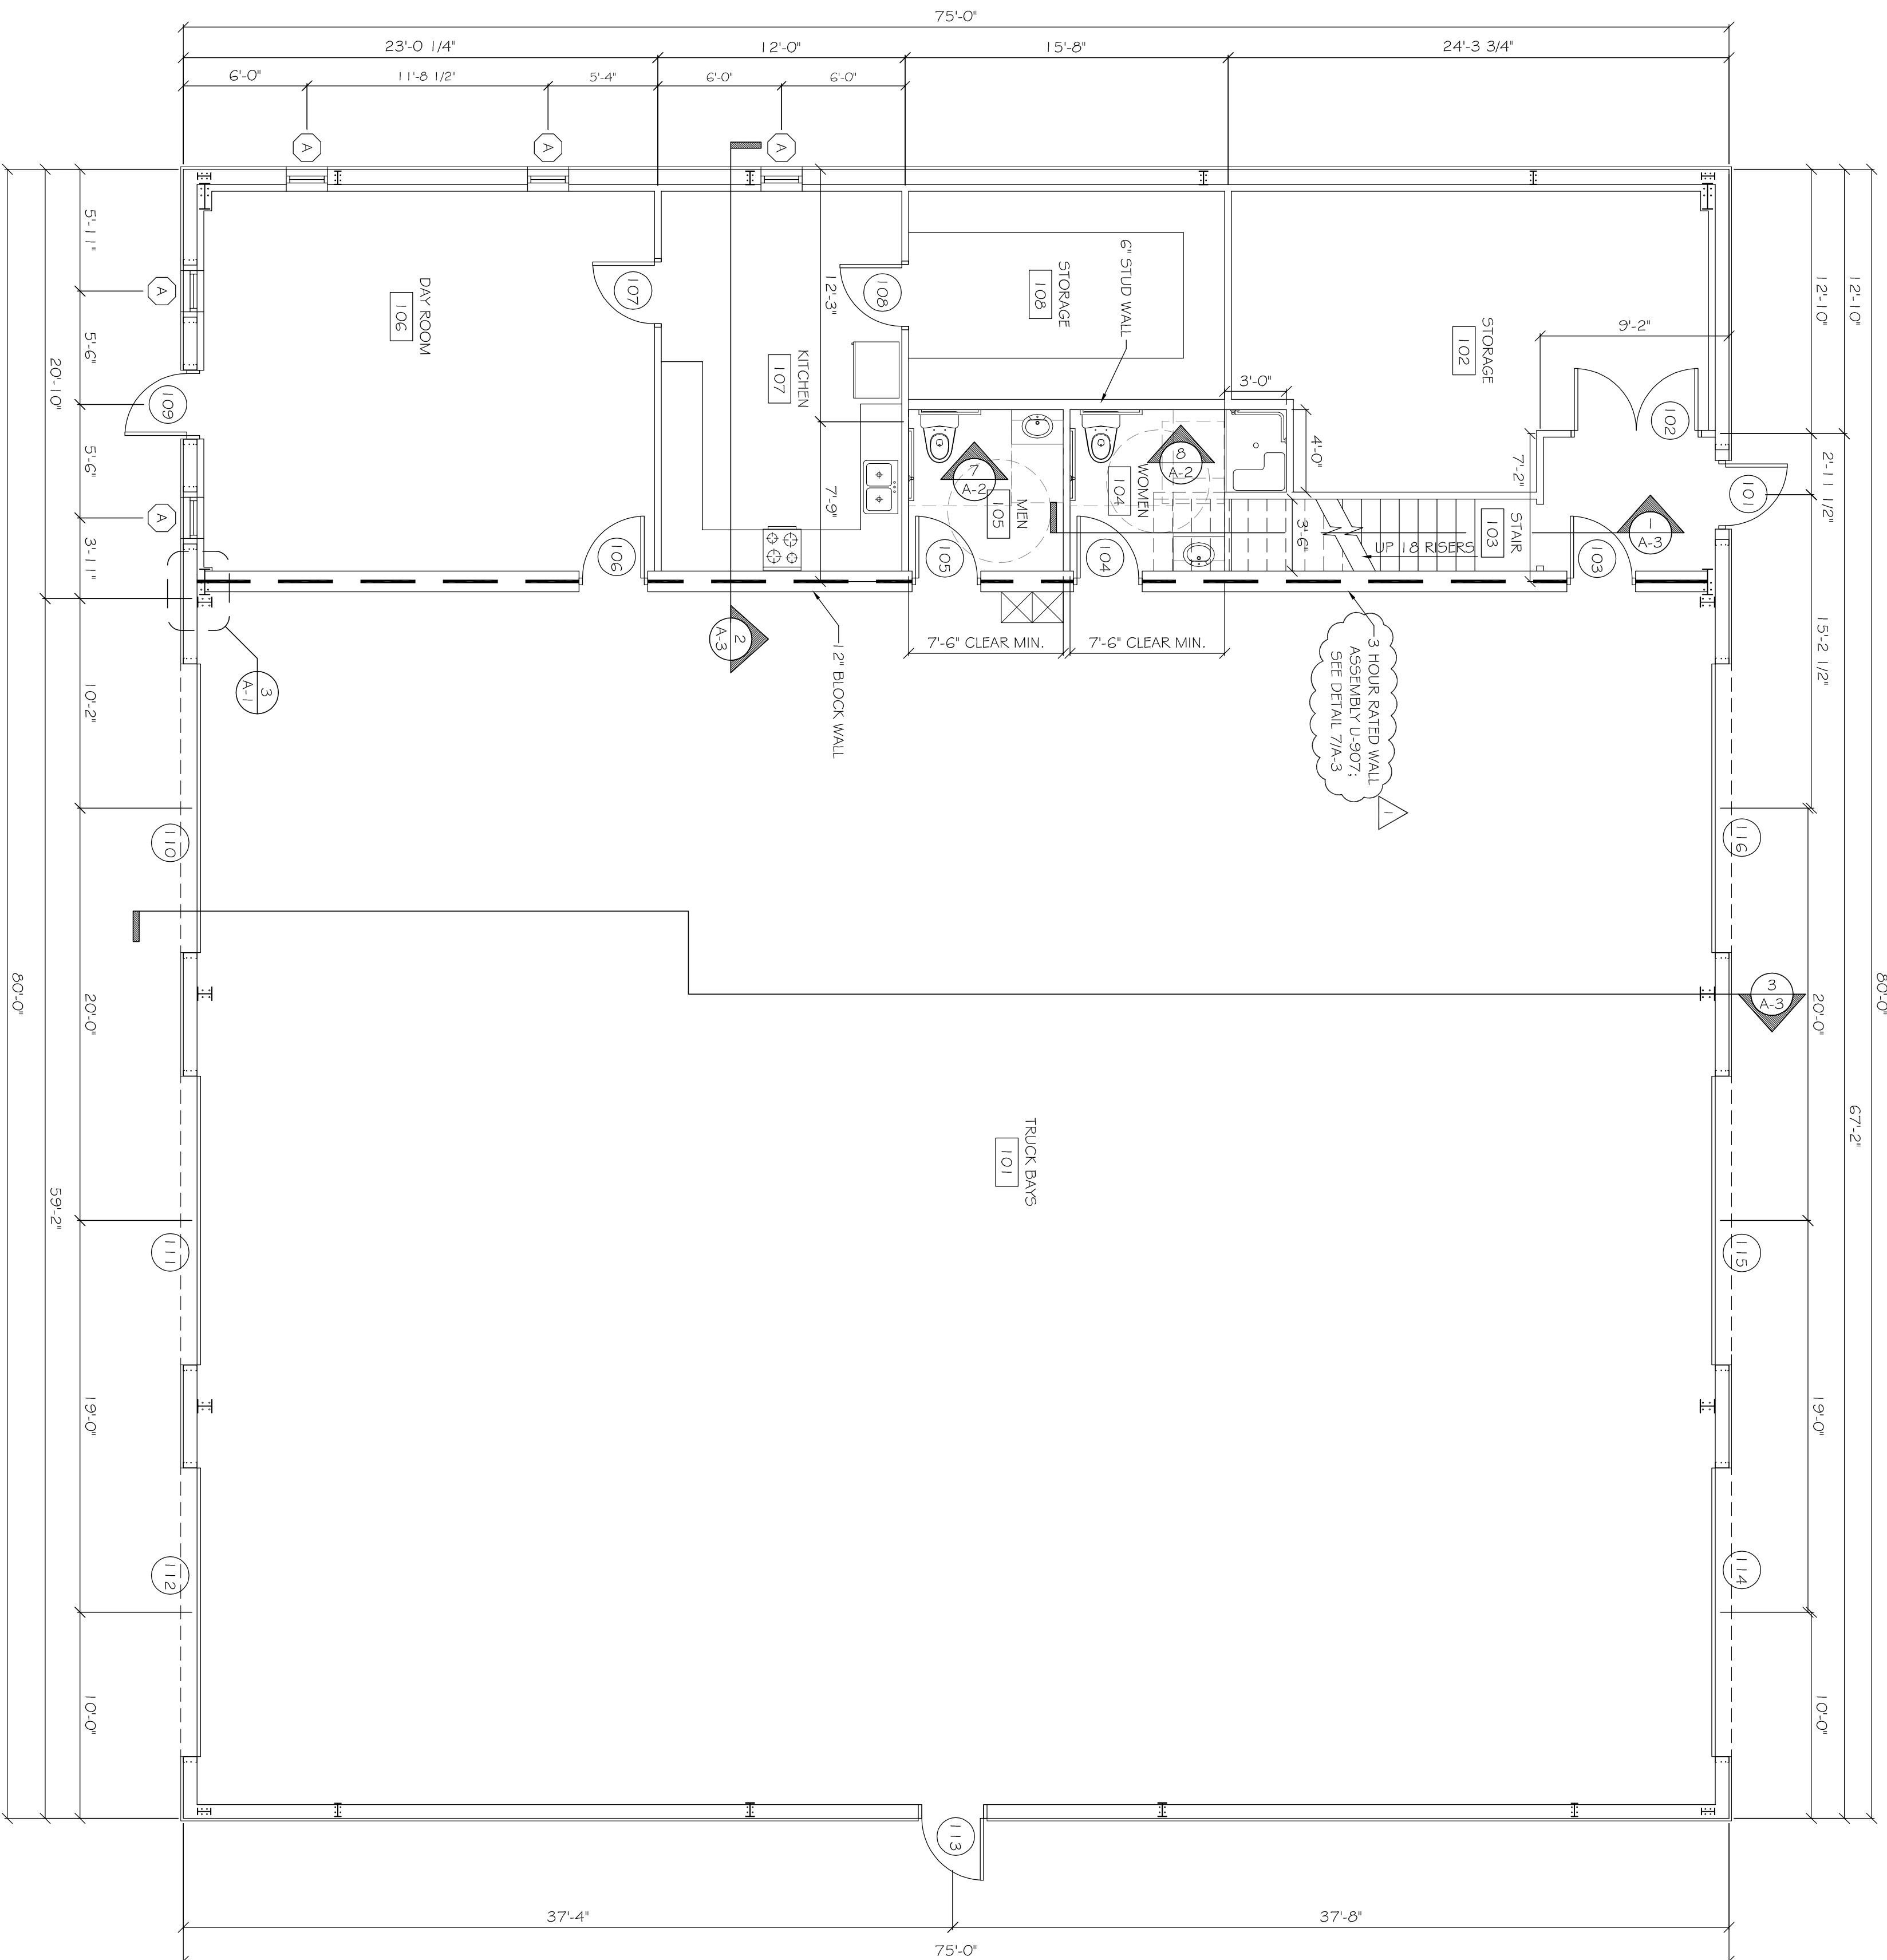 75'-0"
23'-0 1/4"
12'-0"
15'-8"
24'-3 3/4"
6'-0"
11'-8 1/2"
5'-4"
6'-0"
6'-0"
A
A
A
5'-11"
A
5'-6"
20'-10"
109
5'-6"
A
3'-11"
DAY ROOM
106
107
106
12'-3"
KITCHEN
107
7'-9"
108
STORAGE
108
6" STUD WALL
STORAGE
102
9'-2"
3'-0"
4'-0"
7'-2"
102
101
12'-10"
12'-10"
2'-11 1/2"
7
A-2
MEN
105
105
8
A-2
WOMEN
104
104
3'-6"
UP 18 RISERS
STAIR
103
103
1
A-3
2
A-3
12" BLOCK WALL
7'-6" CLEAR MIN.
7'-6" CLEAR MIN.
3 HOUR RATED WALL
ASSEMBLY U-907;
SEE DETAIL 7/A-3
1
15'-2 1/2"
3
A-1
10'-2"
110
116
3
A-3
20'-0"
20'-0"
80'-0"
80'-0"
67'-2"
59'-2"
TRUCK BAYS
101
111
115
19'-0"
19'-0"
112
114
10'-0"
10'-0"
113
37'-4"
37'-8"
75'-0"